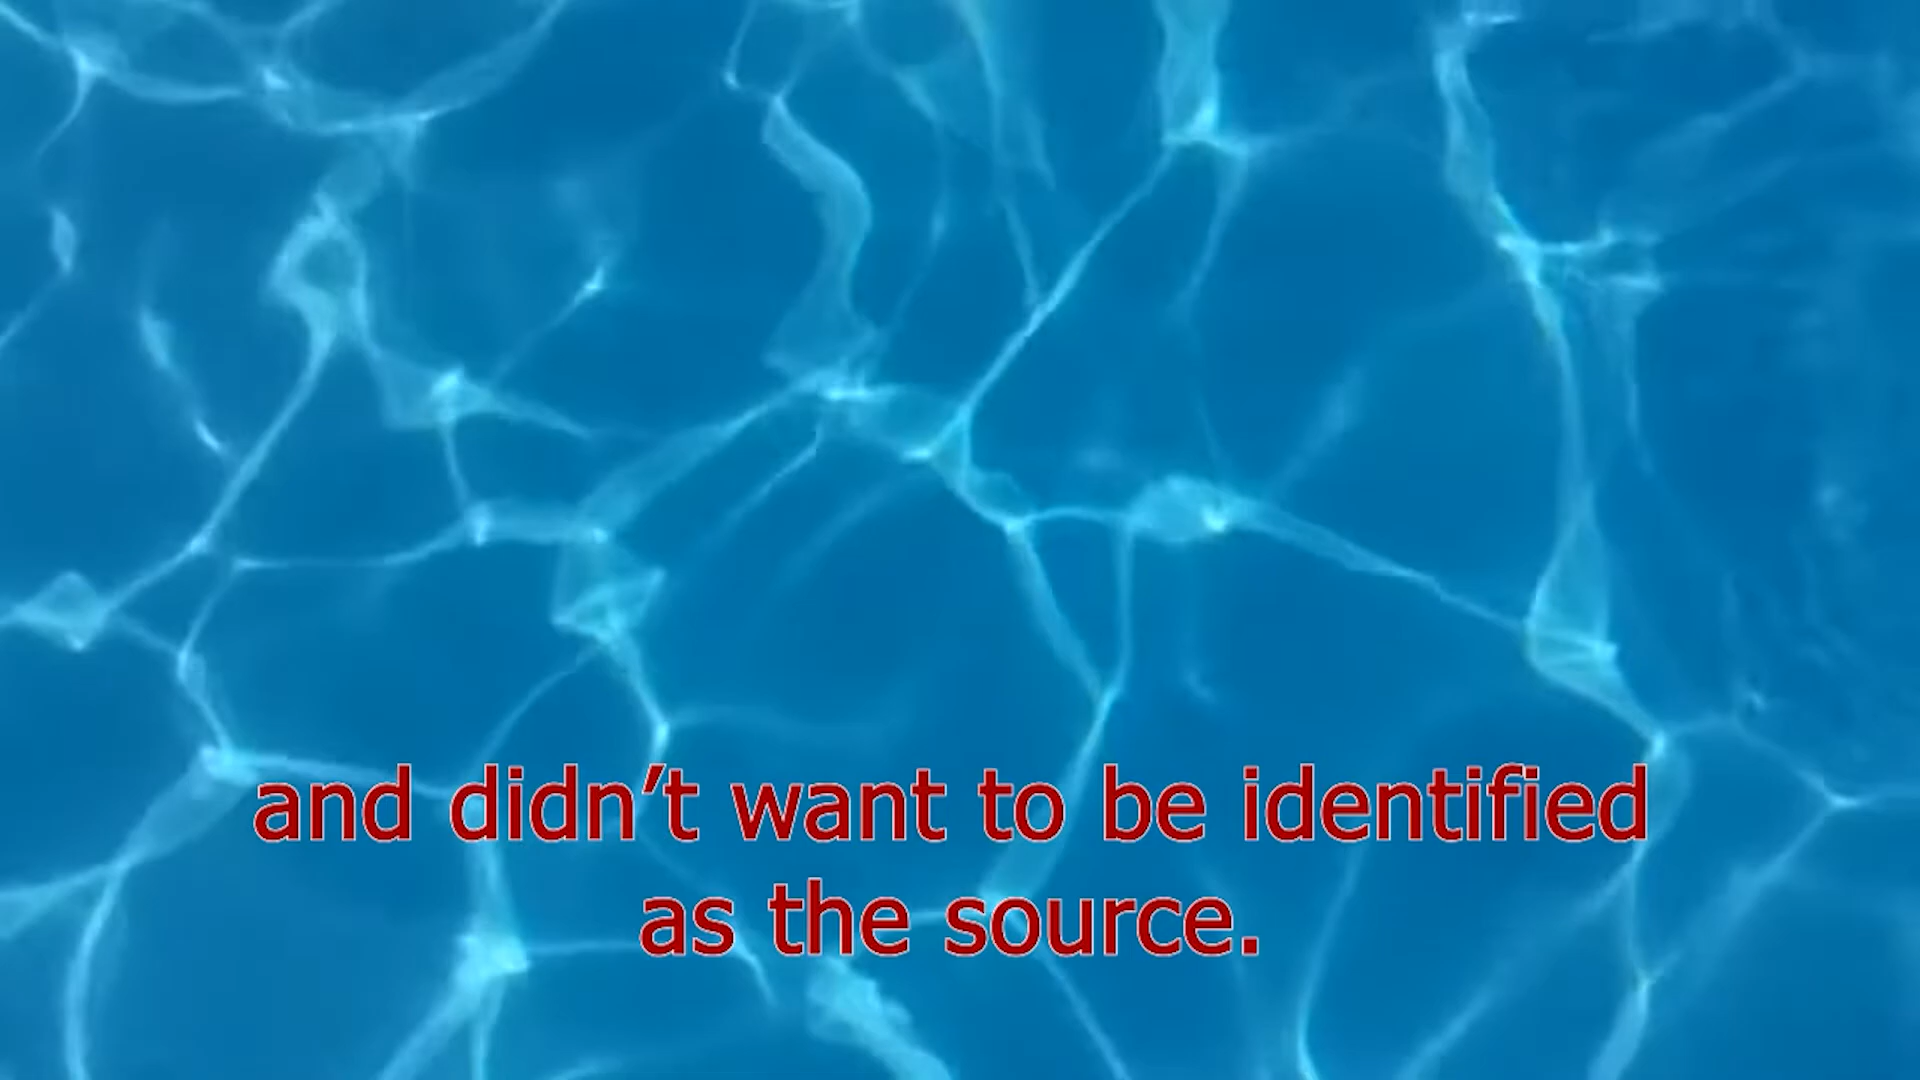 and didn’t want to be identified
as the source.